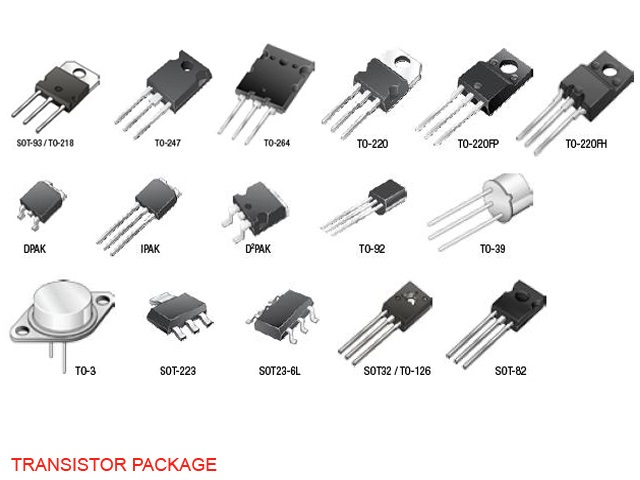 SOT-93 / TO-218
TO-247
TO-264
TO-220
TO-220FP
TO-220FH
DPAK
IPAK
D²PAK
TO-92
TO-39
TO-3
SOT-223
SOT23-6L
SOT32 / TO-126
SOT-82
TRANSISTOR PACKAGE